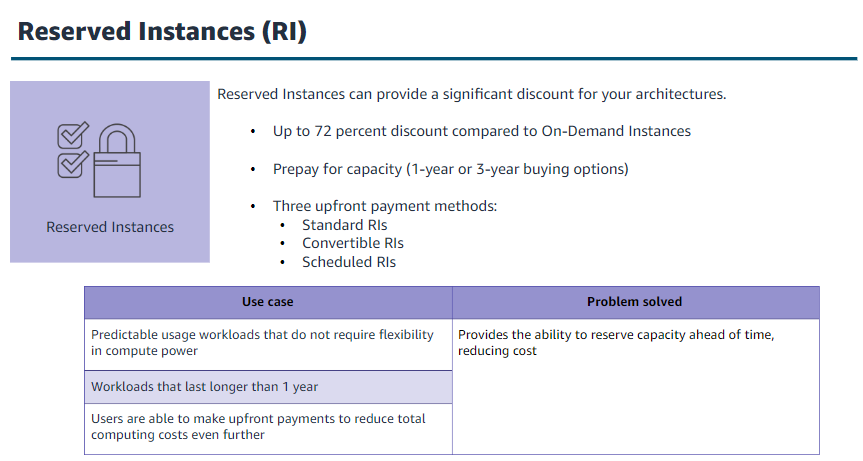 Reserved Instances (RI)
Reserved Instances can provide a significant discount for your architectures.
• Up to 72 percent discount compared to On-Demand Instances
• Prepay for capacity (1-year or 3-year buying options)
• Three upfront payment methods:
• Standard RIs
• Convertible RIs
• Scheduled RIs
Reserved Instances
Use case
Problem solved
Predictable usage workloads that do not require flexibility
in compute power
Provides the ability to reserve capacity ahead of time,
reducing cost
Workloads that last longer than 1 year
Users are able to make upfront payments to reduce total
computing costs even further